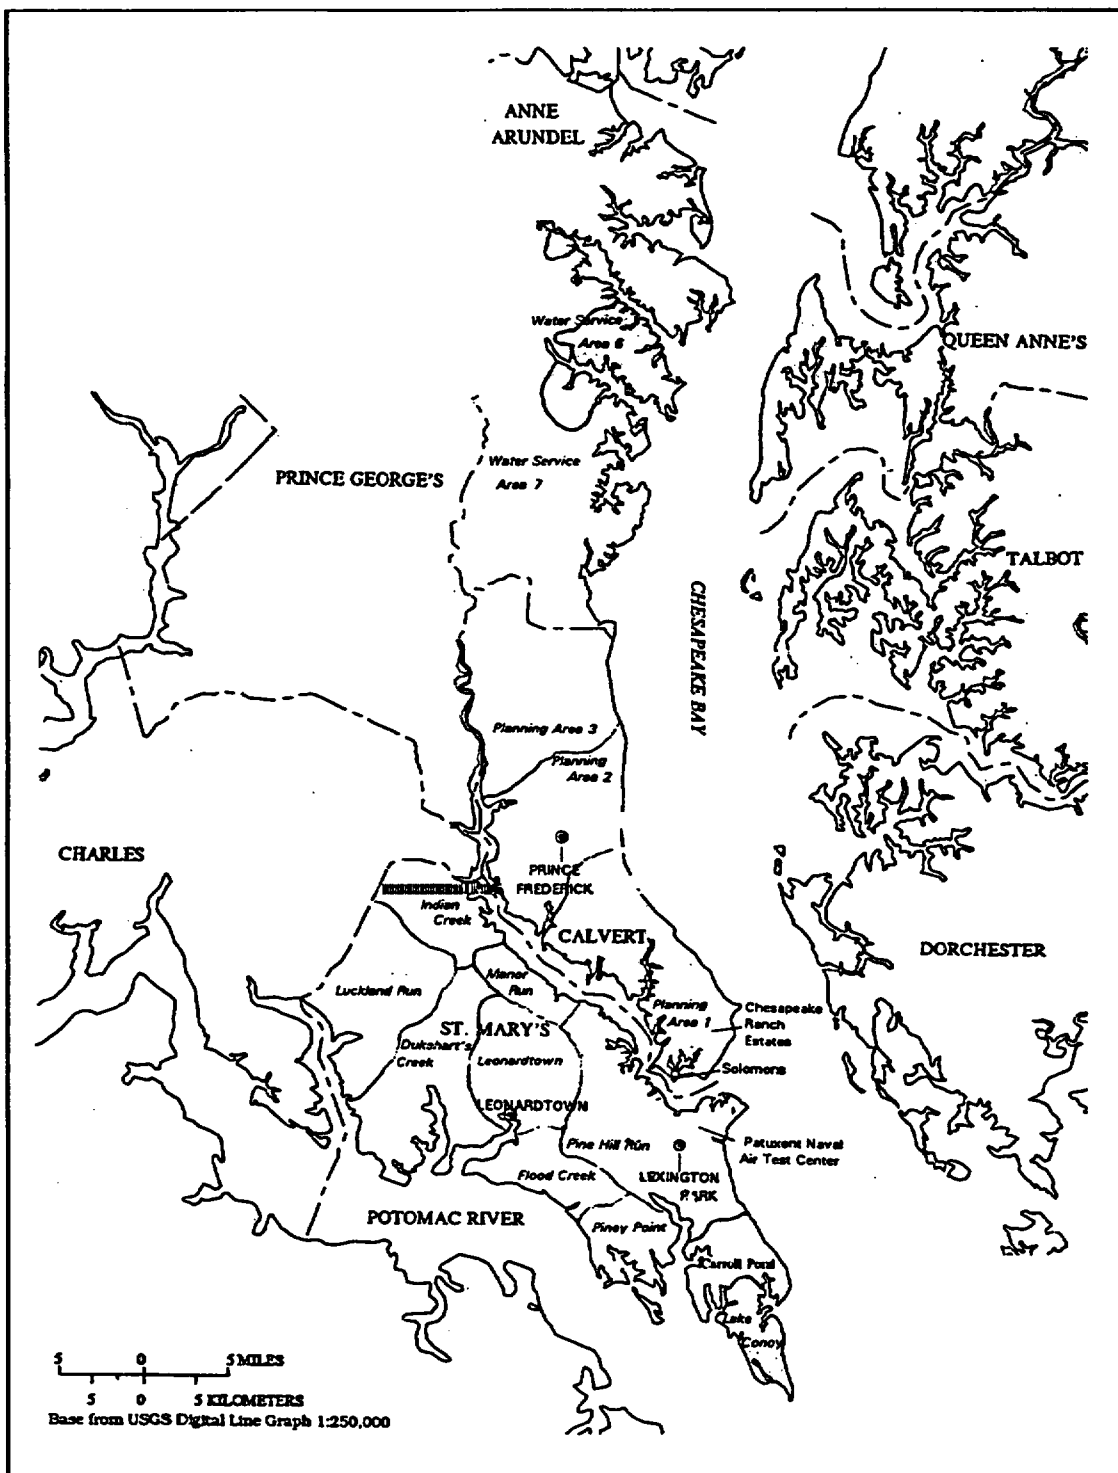 ANNE
ARUNDEL
Water Service
Area 6
QUEEN ANNE'S
PRINCE GEORGE'S
Water Service
Area 7
TALBOT
CHESAPEAKE BAY
Planning Area 3
Planning
Area 2
CHARLES
PRINCE
FREDERICK
Indian
Creek
CALVERT
DORCHESTER
Manor
Run
Luckland Run
Planning
Area 1
Chesapeake
Ranch
Estates
ST. MARY'S
Dukshart's
Creek
Leonardtown
Solomons
LEONARDTOWN
Pine Hill Run
Patuxent Naval
Air Test Center
Flood Creek
LEXINGTON
PARK
POTOMAC RIVER
Piney Point
Carroll Pond
Lake
Conoy
5 0 5 MILES
5 0 5 KILOMETERS
Base from USGS Digital Line Graph 1:250,000